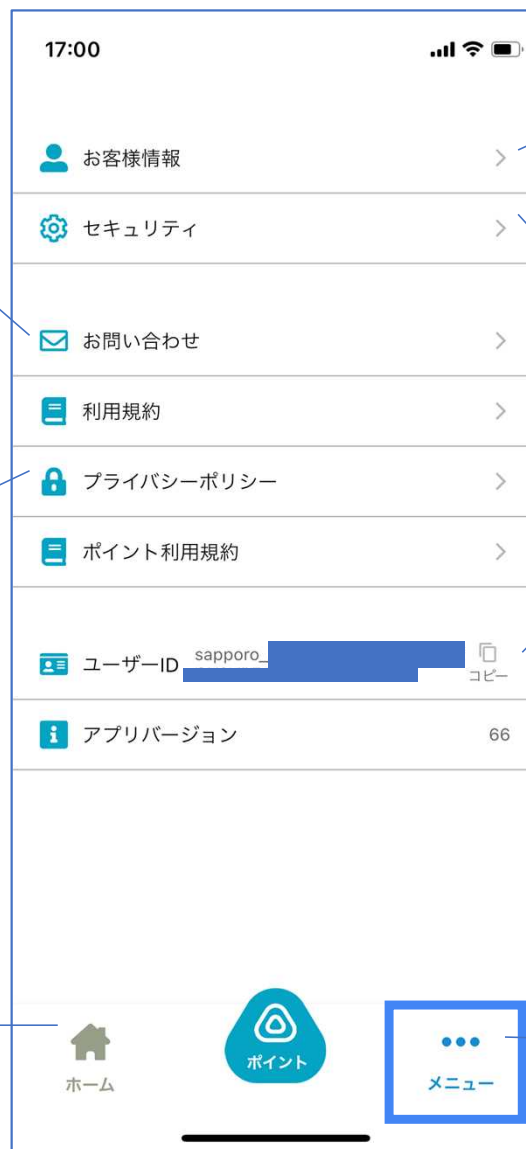 17:00
お客様情報
セキュリティ
お問い合わせ
利用規約
プライバシーポリシー
ポイント利用規約
ユーザーID sapporo_
コピー
アプリバージョン 66
ホーム
ポイント
メニュー